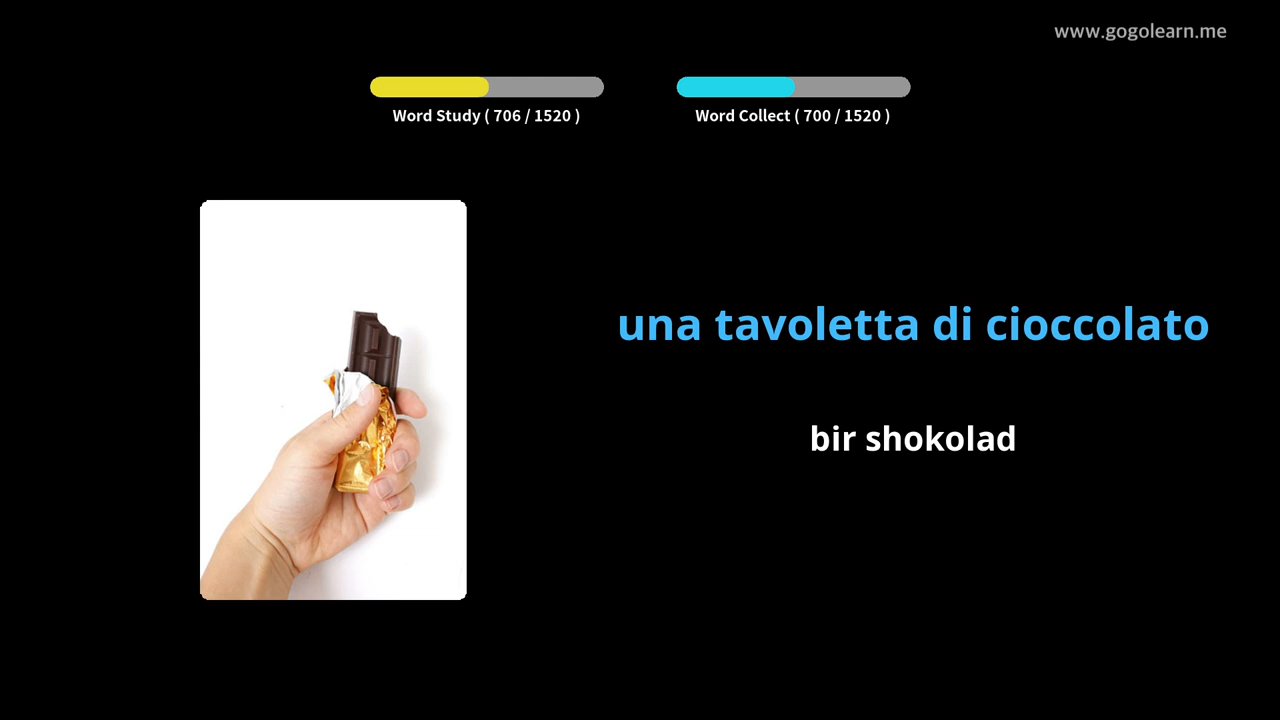 www.gogolearn.me
Word Study ( 706 / 1520 )
Word Collect ( 700 / 1520 )
una tavoletta di cioccolato
bir shokolad